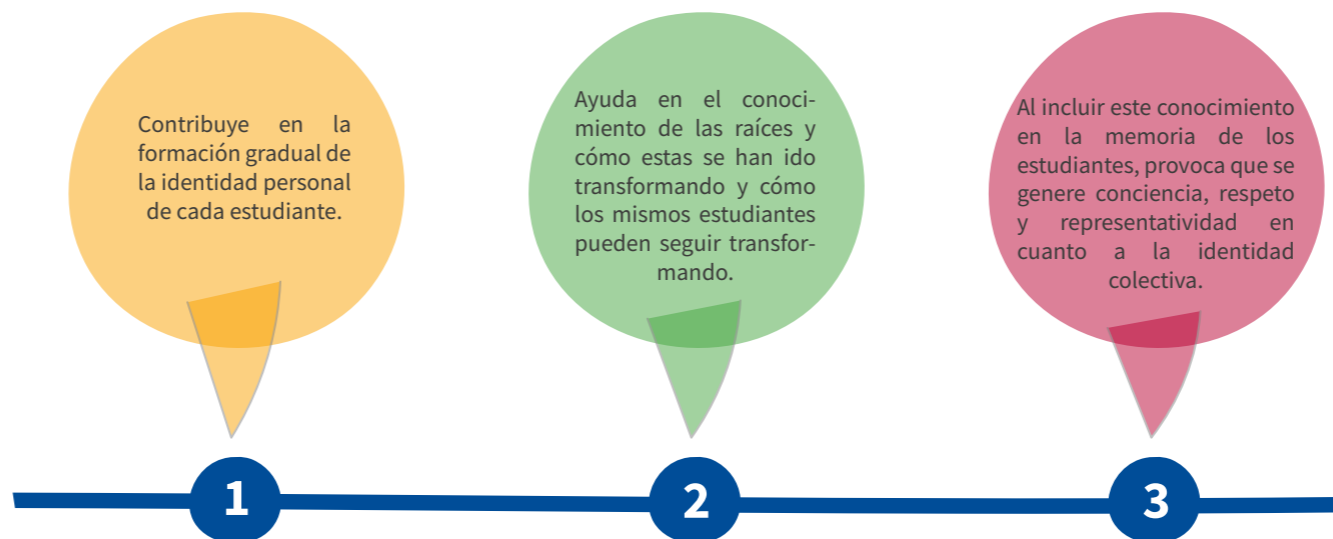 Contribuye en la
formación gradual de
la identidad personal
de cada estudiante.
Ayuda en el conoci-
miento de las raíces y
cómo estas se han ido
transformando y cómo
los mismos estudiantes
pueden seguir transfor-
mando.
Al incluir este conocimiento
en la memoria de los
estudiantes, provoca que se
genere conciencia, respeto
y representatividad en
cuanto a la identidad
colectiva.
1
2
3